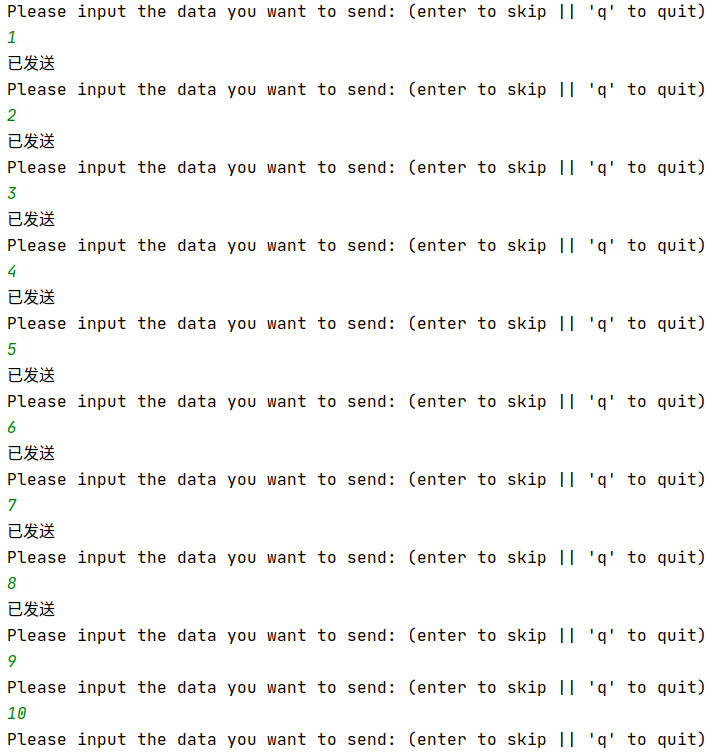 Please input the data you want to send: (enter to skip || 'q' to quit)
1
已发送
Please input the data you want to send: (enter to skip || 'q' to quit)
2
已发送
Please input the data you want to send: (enter to skip || 'q' to quit)
3
已发送
Please input the data you want to send: (enter to skip || 'q' to quit)
4
已发送
Please input the data you want to send: (enter to skip || 'q' to quit)
5
已发送
Please input the data you want to send: (enter to skip || 'q' to quit)
6
已发送
Please input the data you want to send: (enter to skip || 'q' to quit)
7
已发送
Please input the data you want to send: (enter to skip || 'q' to quit)
8
已发送
Please input the data you want to send: (enter to skip || 'q' to quit)
9
Please input the data you want to send: (enter to skip || 'q' to quit)
10
Please input the data you want to send: (enter to skip || 'q' to quit)